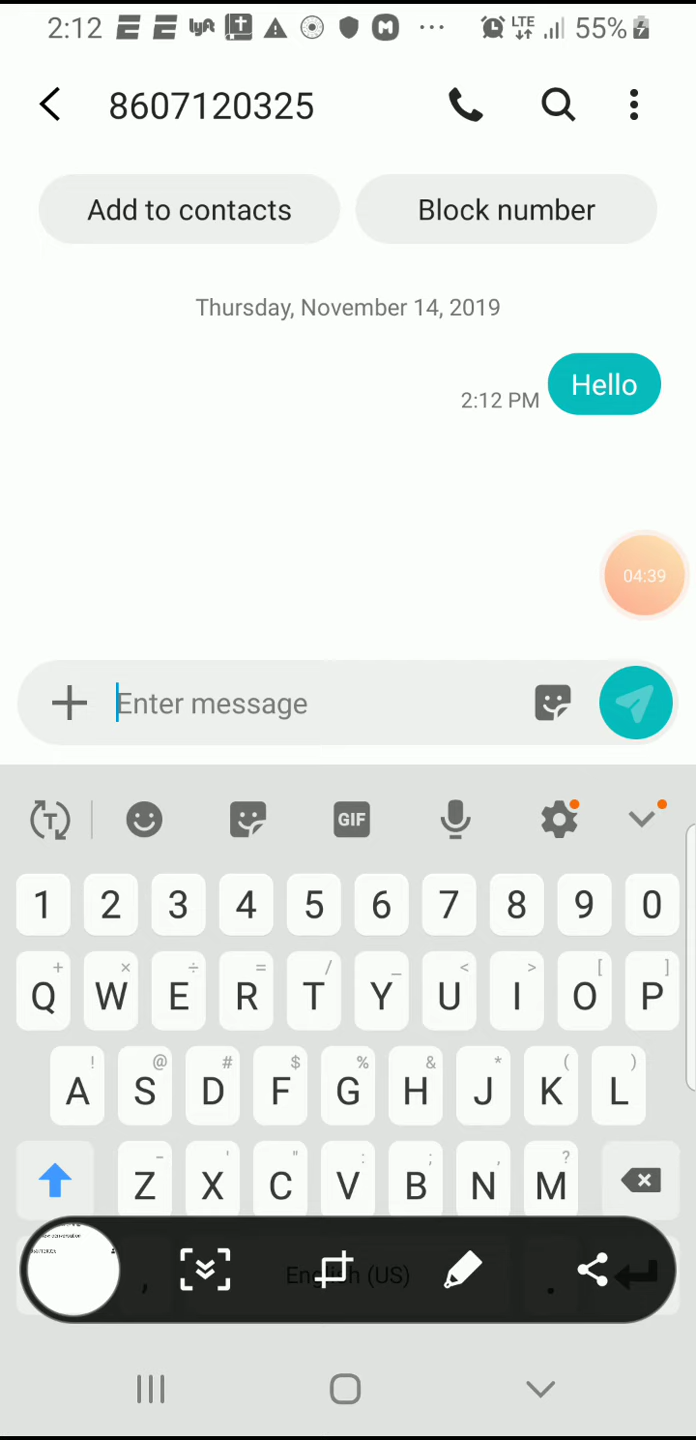 2:12 lyft LTE 55%
8607120325
Add to contacts Block number
Thursday, November 14, 2019
2:12 PM Hello
04:39
Enter message
T GIF
1 2 3 4 5 6 7 8 9 0
+ × ÷ = / _ < > [ ]
Q W E R T Y U I O P
! @ # $ % & * ( )
A S D F G H J K L
- ' " : ; , ?
Z X C V B N M
, English (US) .